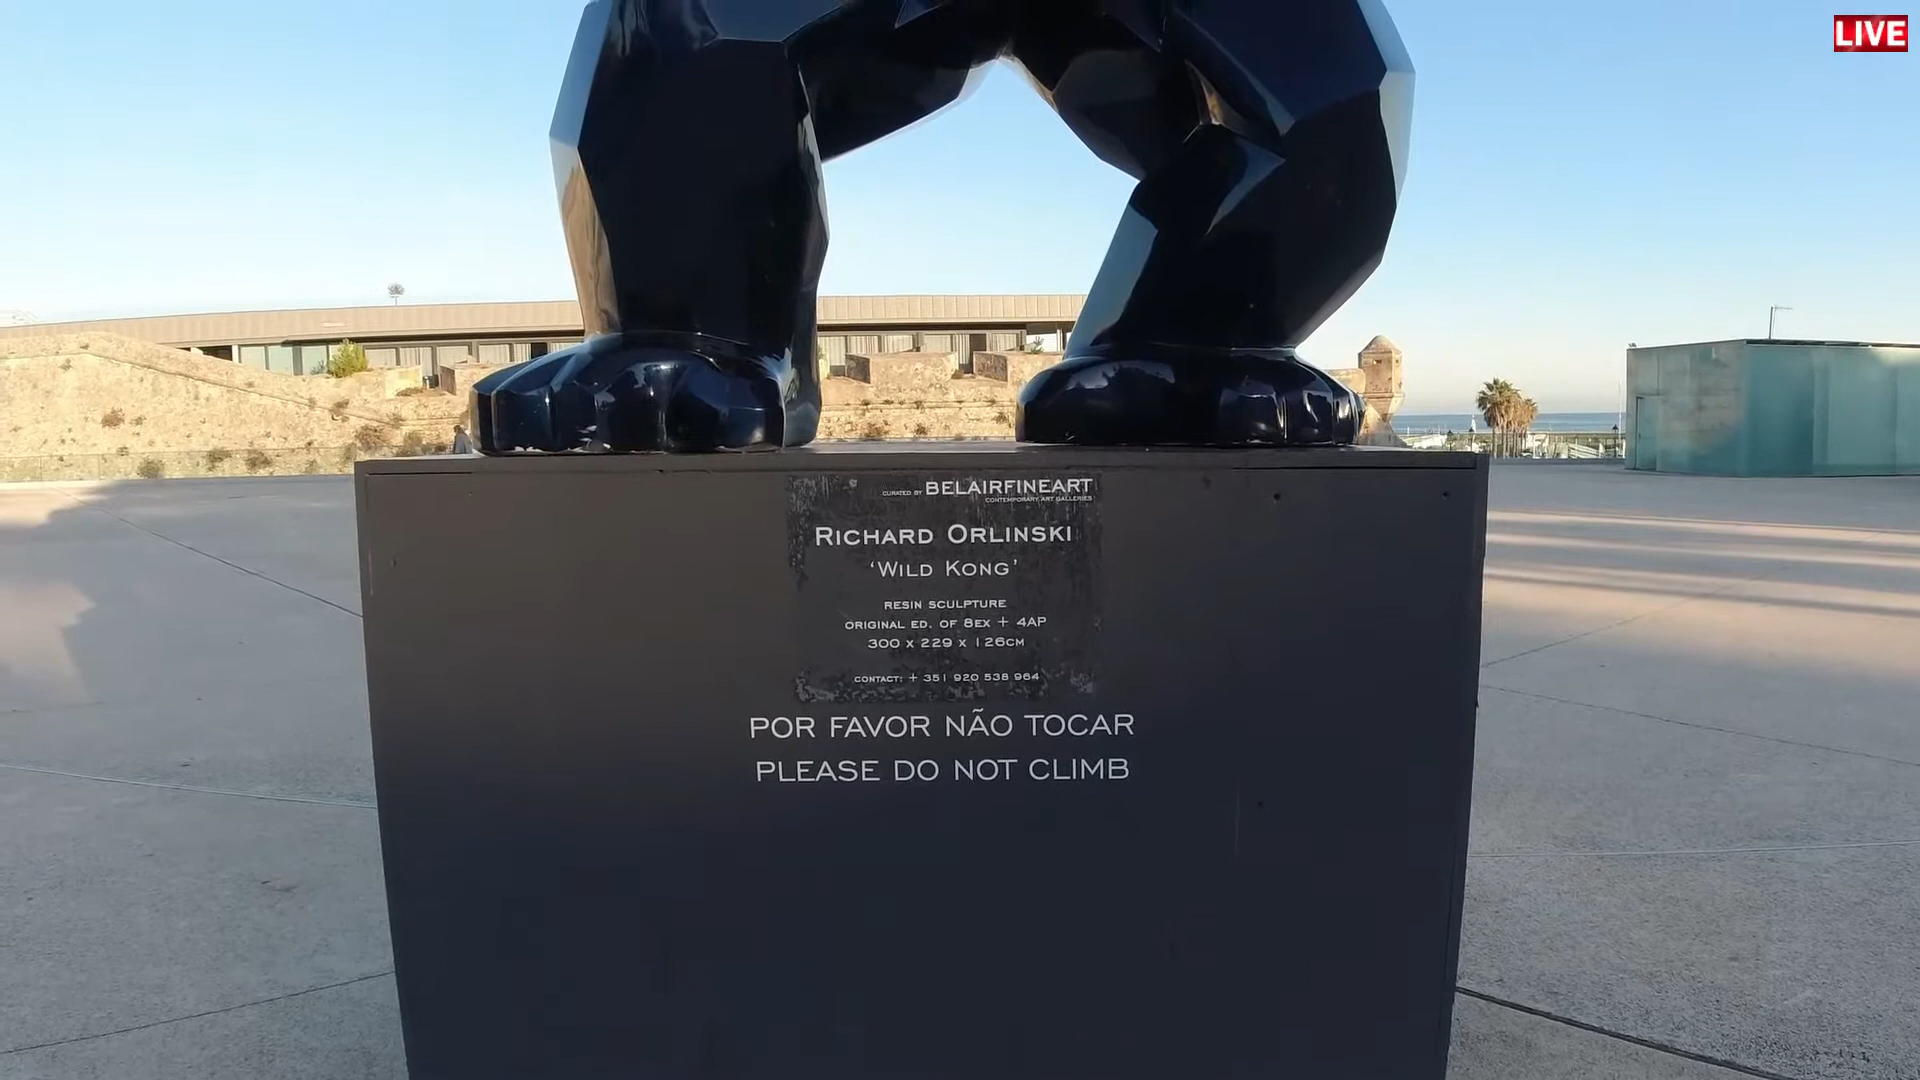 LIVE
CURATED BY BELAIRFINEART
CONTEMPORARY ART GALLERIES
RICHARD ORLINSKI
‘WILD KONG’
RESIN SCULPTURE
ORIGINAL ED. OF 8EX + 4AP
300 X 229 X 126CM
CONTACT: + 351 920 538 964
POR FAVOR NÃO TOCAR
PLEASE DO NOT CLIMB